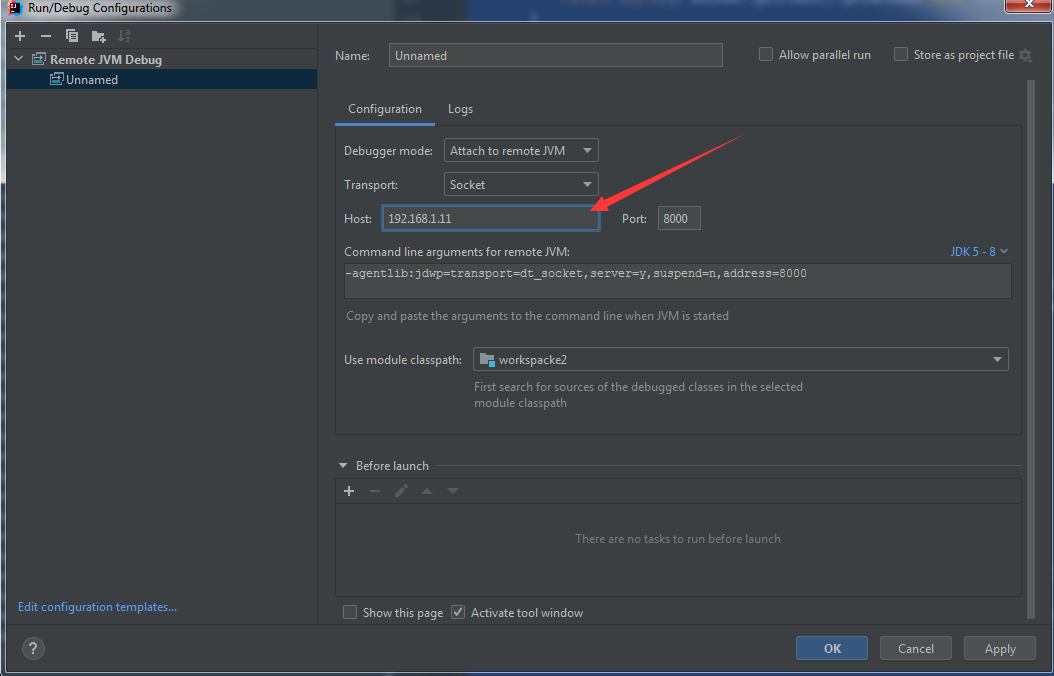 Run/Debug Configurations
Remote JVM Debug
Unnamed
Name: Unnamed
Allow parallel run
Store as project file
Configuration
Logs
Debugger mode: Attach to remote JVM
Transport: Socket
Host: 192.168.1.11 Port: 8000
Command line arguments for remote JVM: JDK 5 - 8
-agentlib:jdwp=transport=dt_socket,server=y,suspend=n,address=8000
Copy and paste the arguments to the command line when JVM is started
Use module classpath: workspacke2
First search for sources of the debugged classes in the selected
module classpath
Before launch
There are no tasks to run before launch
Show this page Activate tool window
Edit configuration templates...
? OK Cancel Apply